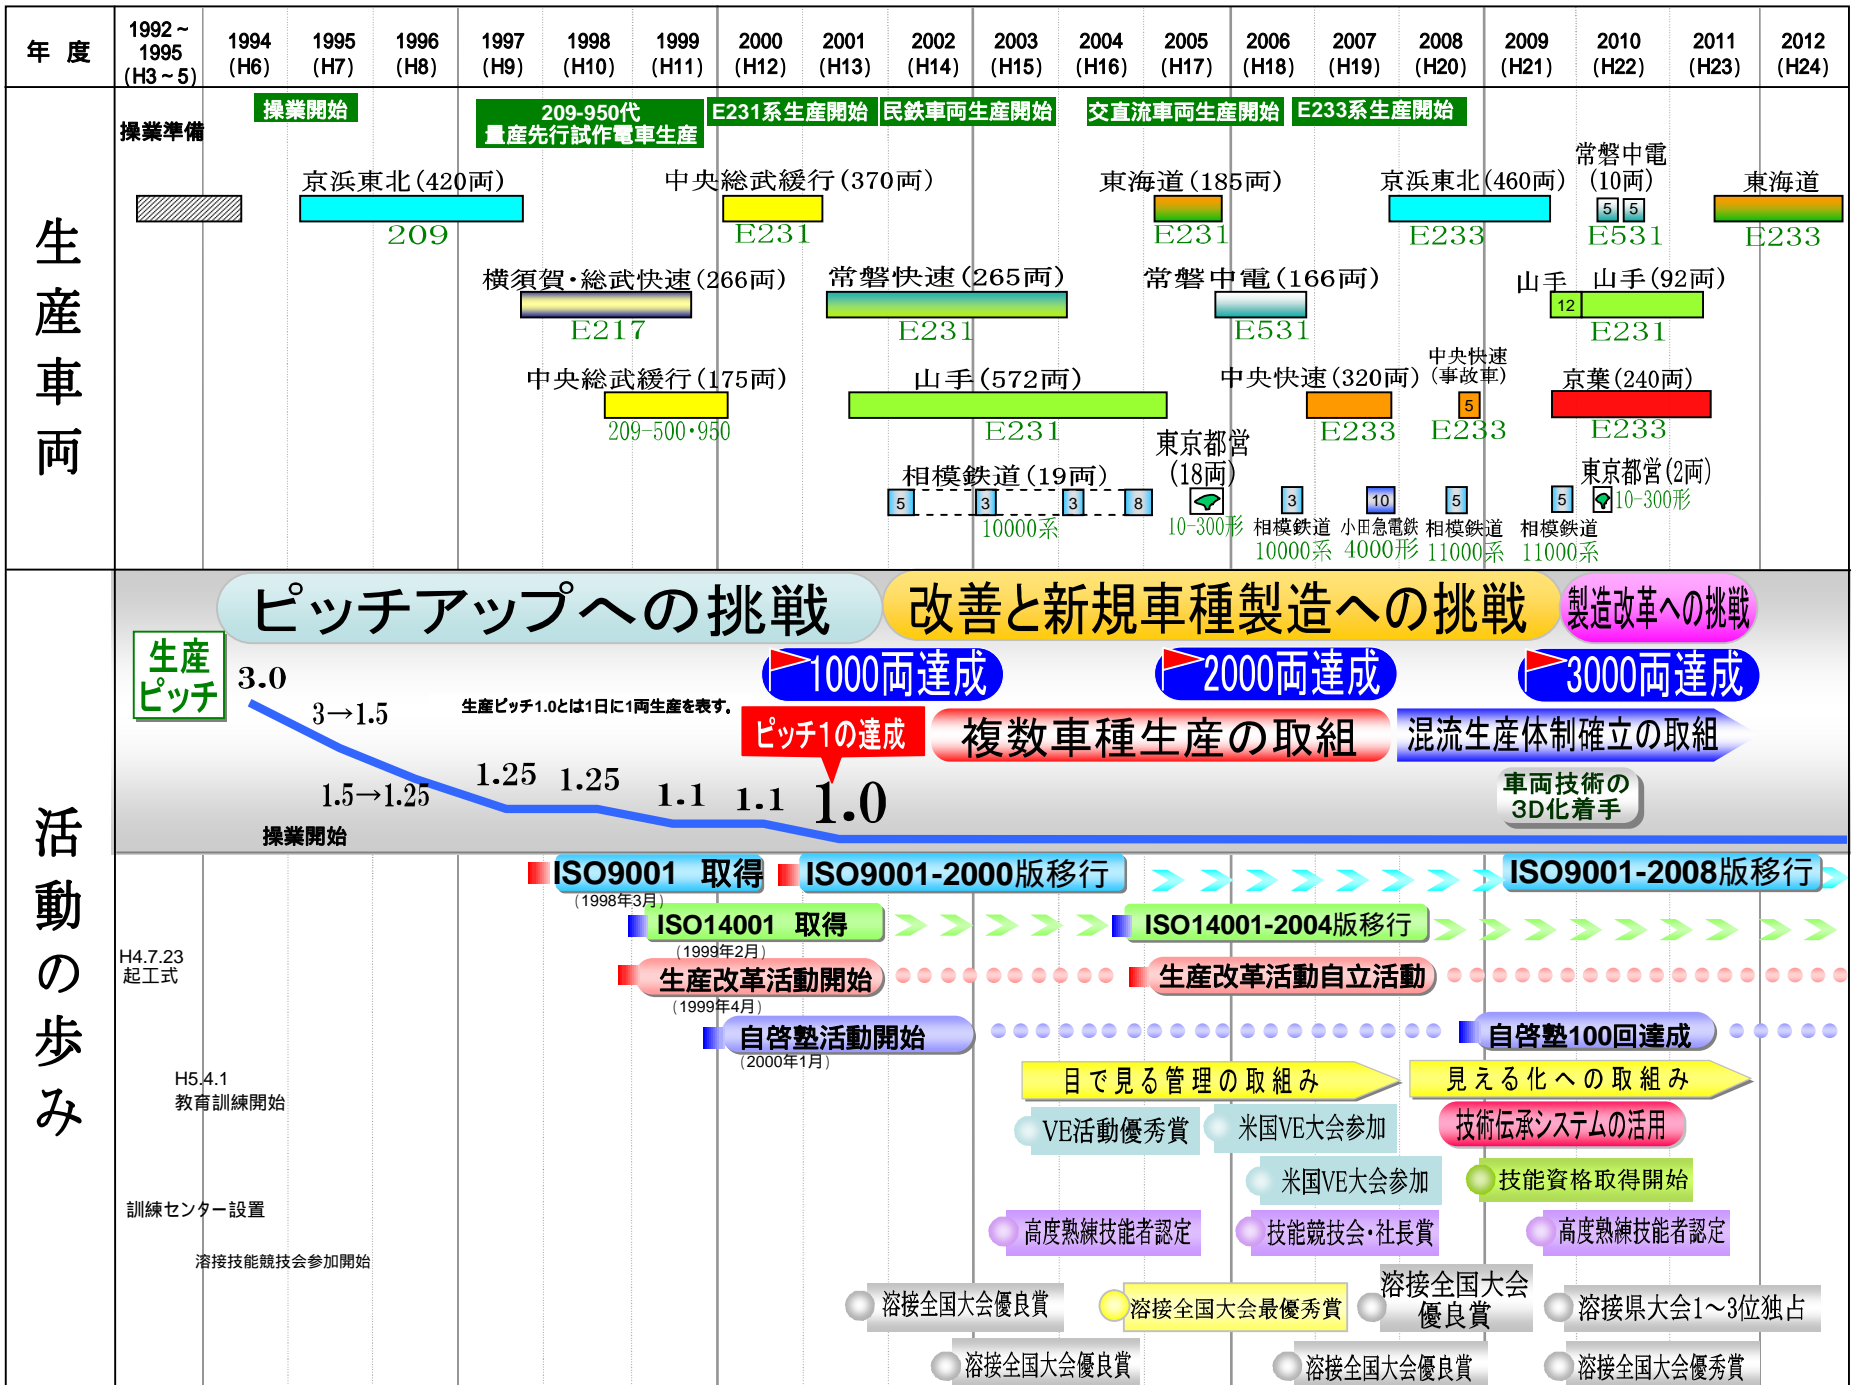 年 度
1992～
1995
(H3～5)
1994
(H6)
1995
(H7)
1996
(H8)
1997
(H9)
1998
(H10)
1999
(H11)
2000
(H12)
2001
(H13)
2002
(H14)
2003
(H15)
2004
(H16)
2005
(H17)
2006
(H18)
2007
(H19)
2008
(H20)
2009
(H21)
2010
(H22)
2011
(H23)
2012
(H24)
生産車両
操業準備
操業開始
209-950代
量産先行試作電車生産
E231系生産開始
民鉄車両生産開始
交直流車両生産開始
E233系生産開始
京浜東北(420両)
209
中央総武緩行(370両)
E231
東海道(185両)
E231
京浜東北(460両)
E233
常磐中電
(10両)
5
5
E531
東海道
E233
横須賀・総武快速(266両)
E217
常磐快速(265両)
E231
常磐中電(166両)
E531
山手
12
山手(92両)
E231
中央総武緩行(175両)
209-500・950
山手(572両)
E231
中央快速(320両)
E233
中央快速
(事故車)
5
E233
京葉(240両)
E233
相模鉄道(19両)
5
3
3
8
10000系
東京都営
(18両)
10-300形
3
相模鉄道
10000系
10
小田急電鉄
4000形
5
相模鉄道
11000系
5
相模鉄道
11000系
東京都営(2両)
10-300形
活動の歩み
ピッチアップへの挑戦
改善と新規車種製造への挑戦
製造改革への挑戦
生産
ピッチ
3.0
3→1.5
1.5→1.25
1.25
1.25
1.1
1.1
1.0
生産ピッチ1.0とは1日に1両生産を表す。
操業開始
1000両達成
2000両達成
3000両達成
ピッチ1の達成
複数車種生産の取組
混流生産体制確立の取組
車両技術の
3D化着手
ISO9001 取得
(1998年3月)
ISO9001-2000版移行
ISO9001-2008版移行
ISO14001 取得
(1999年2月)
ISO14001-2004版移行
H4.7.23
起工式
生産改革活動開始
(1999年4月)
生産改革活動自立活動
自啓塾活動開始
(2000年1月)
自啓塾100回達成
H5.4.1
教育訓練開始
目で見る管理の取組み
見える化への取組み
VE活動優秀賞
米国VE大会参加
技術伝承システムの活用
米国VE大会参加
技能資格取得開始
訓練センター設置
高度熟練技能者認定
技能競技会・社長賞
高度熟練技能者認定
溶接技能競技会参加開始
溶接全国大会優良賞
溶接全国大会最優秀賞
溶接全国大会
優良賞
溶接県大会1～3位独占
溶接全国大会優良賞
溶接全国大会優良賞
溶接全国大会優秀賞